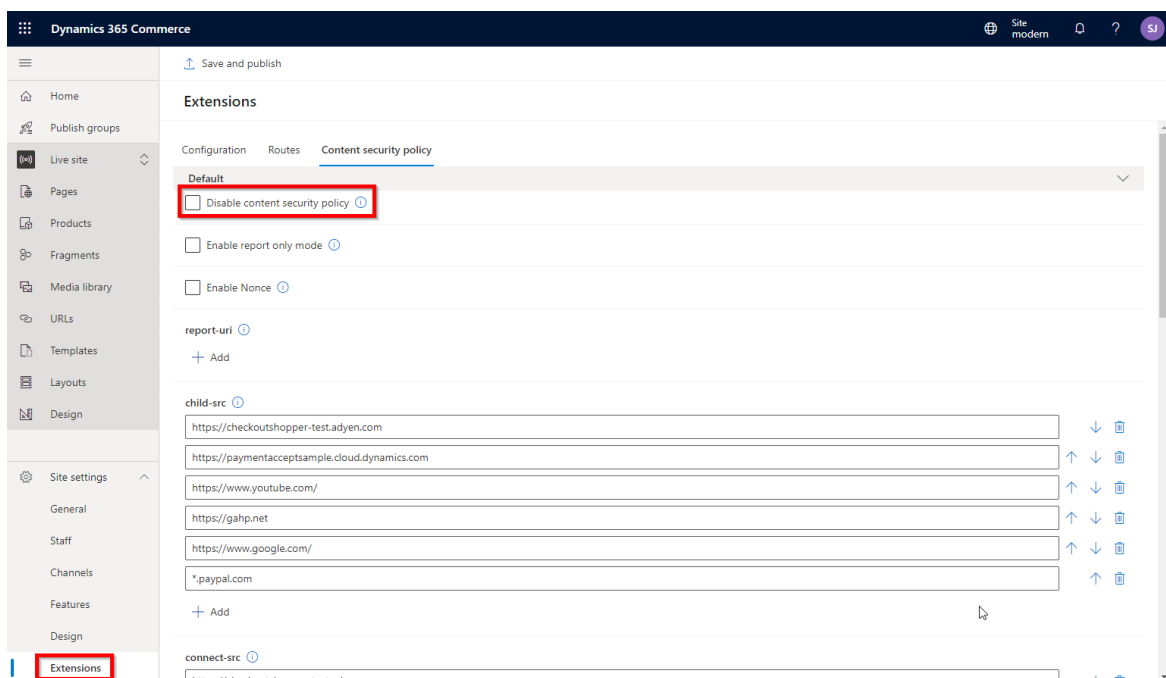 Dynamics 365 Commerce
Site
modern
?
SJ
Save and publish
Home
Publish groups
Live site
Pages
Products
Fragments
Media library
URLs
Templates
Layouts
Design
Site settings
General
Staff
Channels
Features
Design
Extensions
Extensions
Configuration Routes Content security policy
Default
Disable content security policy
Enable report only mode
Enable Nonce
report-uri
+ Add
child-src
https://checkoutshopper-test.adyen.com
https://paymentacceptsample.cloud.dynamics.com
https://www.youtube.com/
https://gahp.net
https://www.google.com/
*.paypal.com
+ Add
connect-src